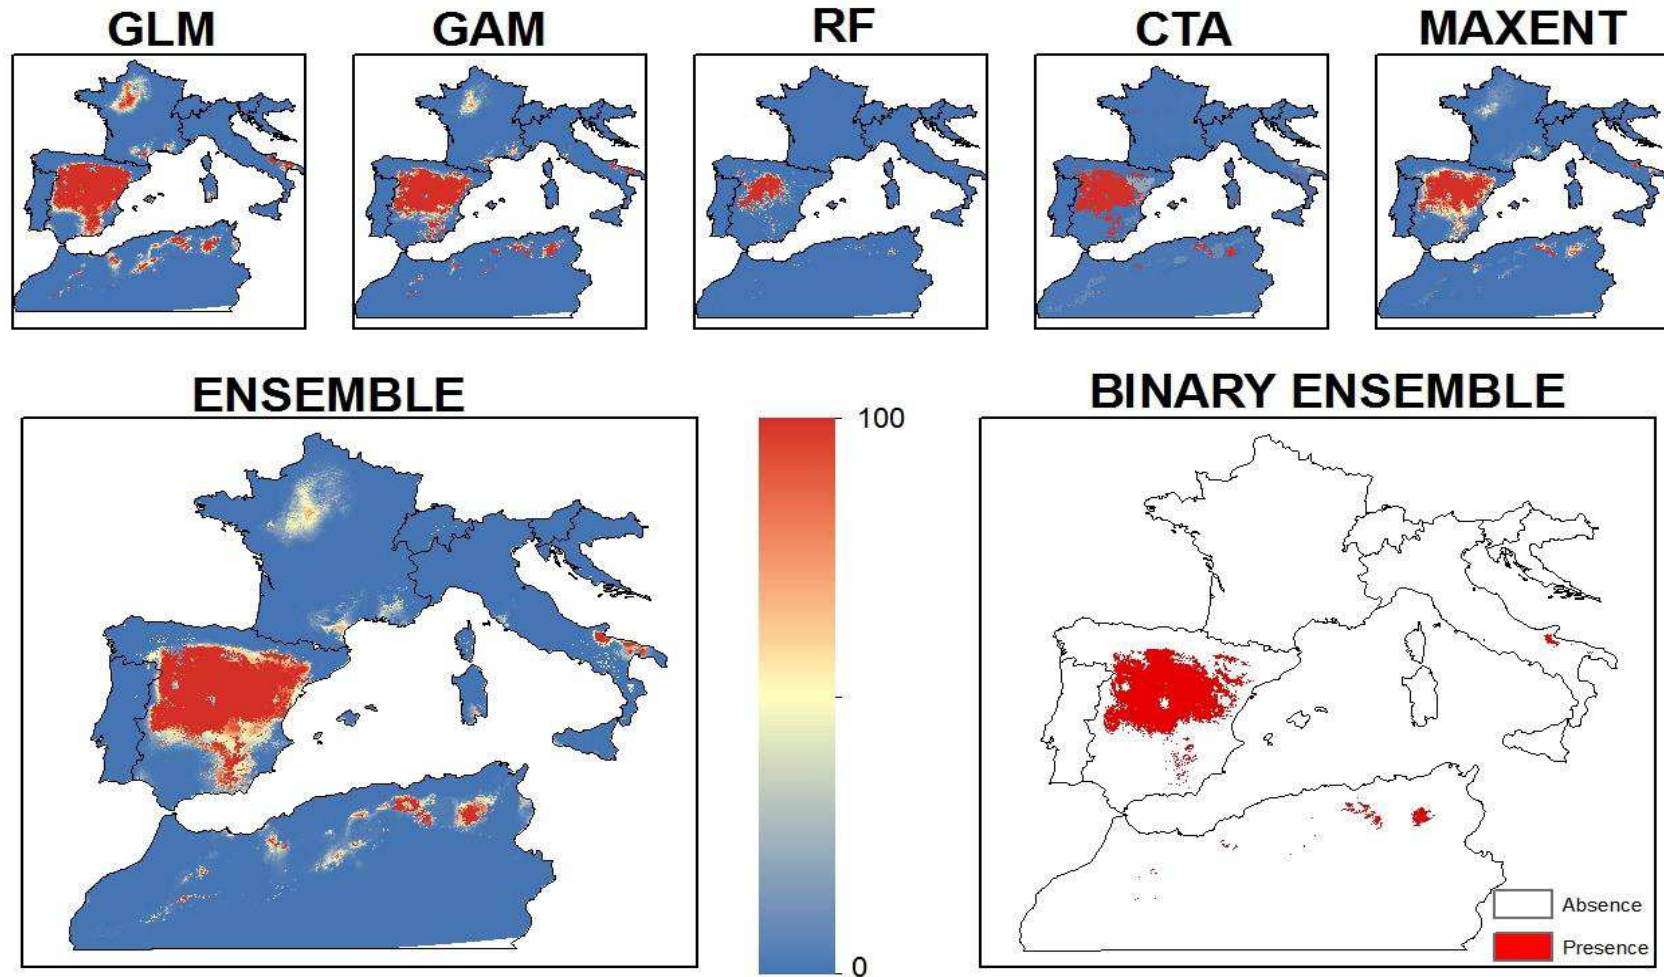 GLM
GAM
RF
CTA
MAXENT
ENSEMBLE
BINARY ENSEMBLE
100
0
Absence
Presence